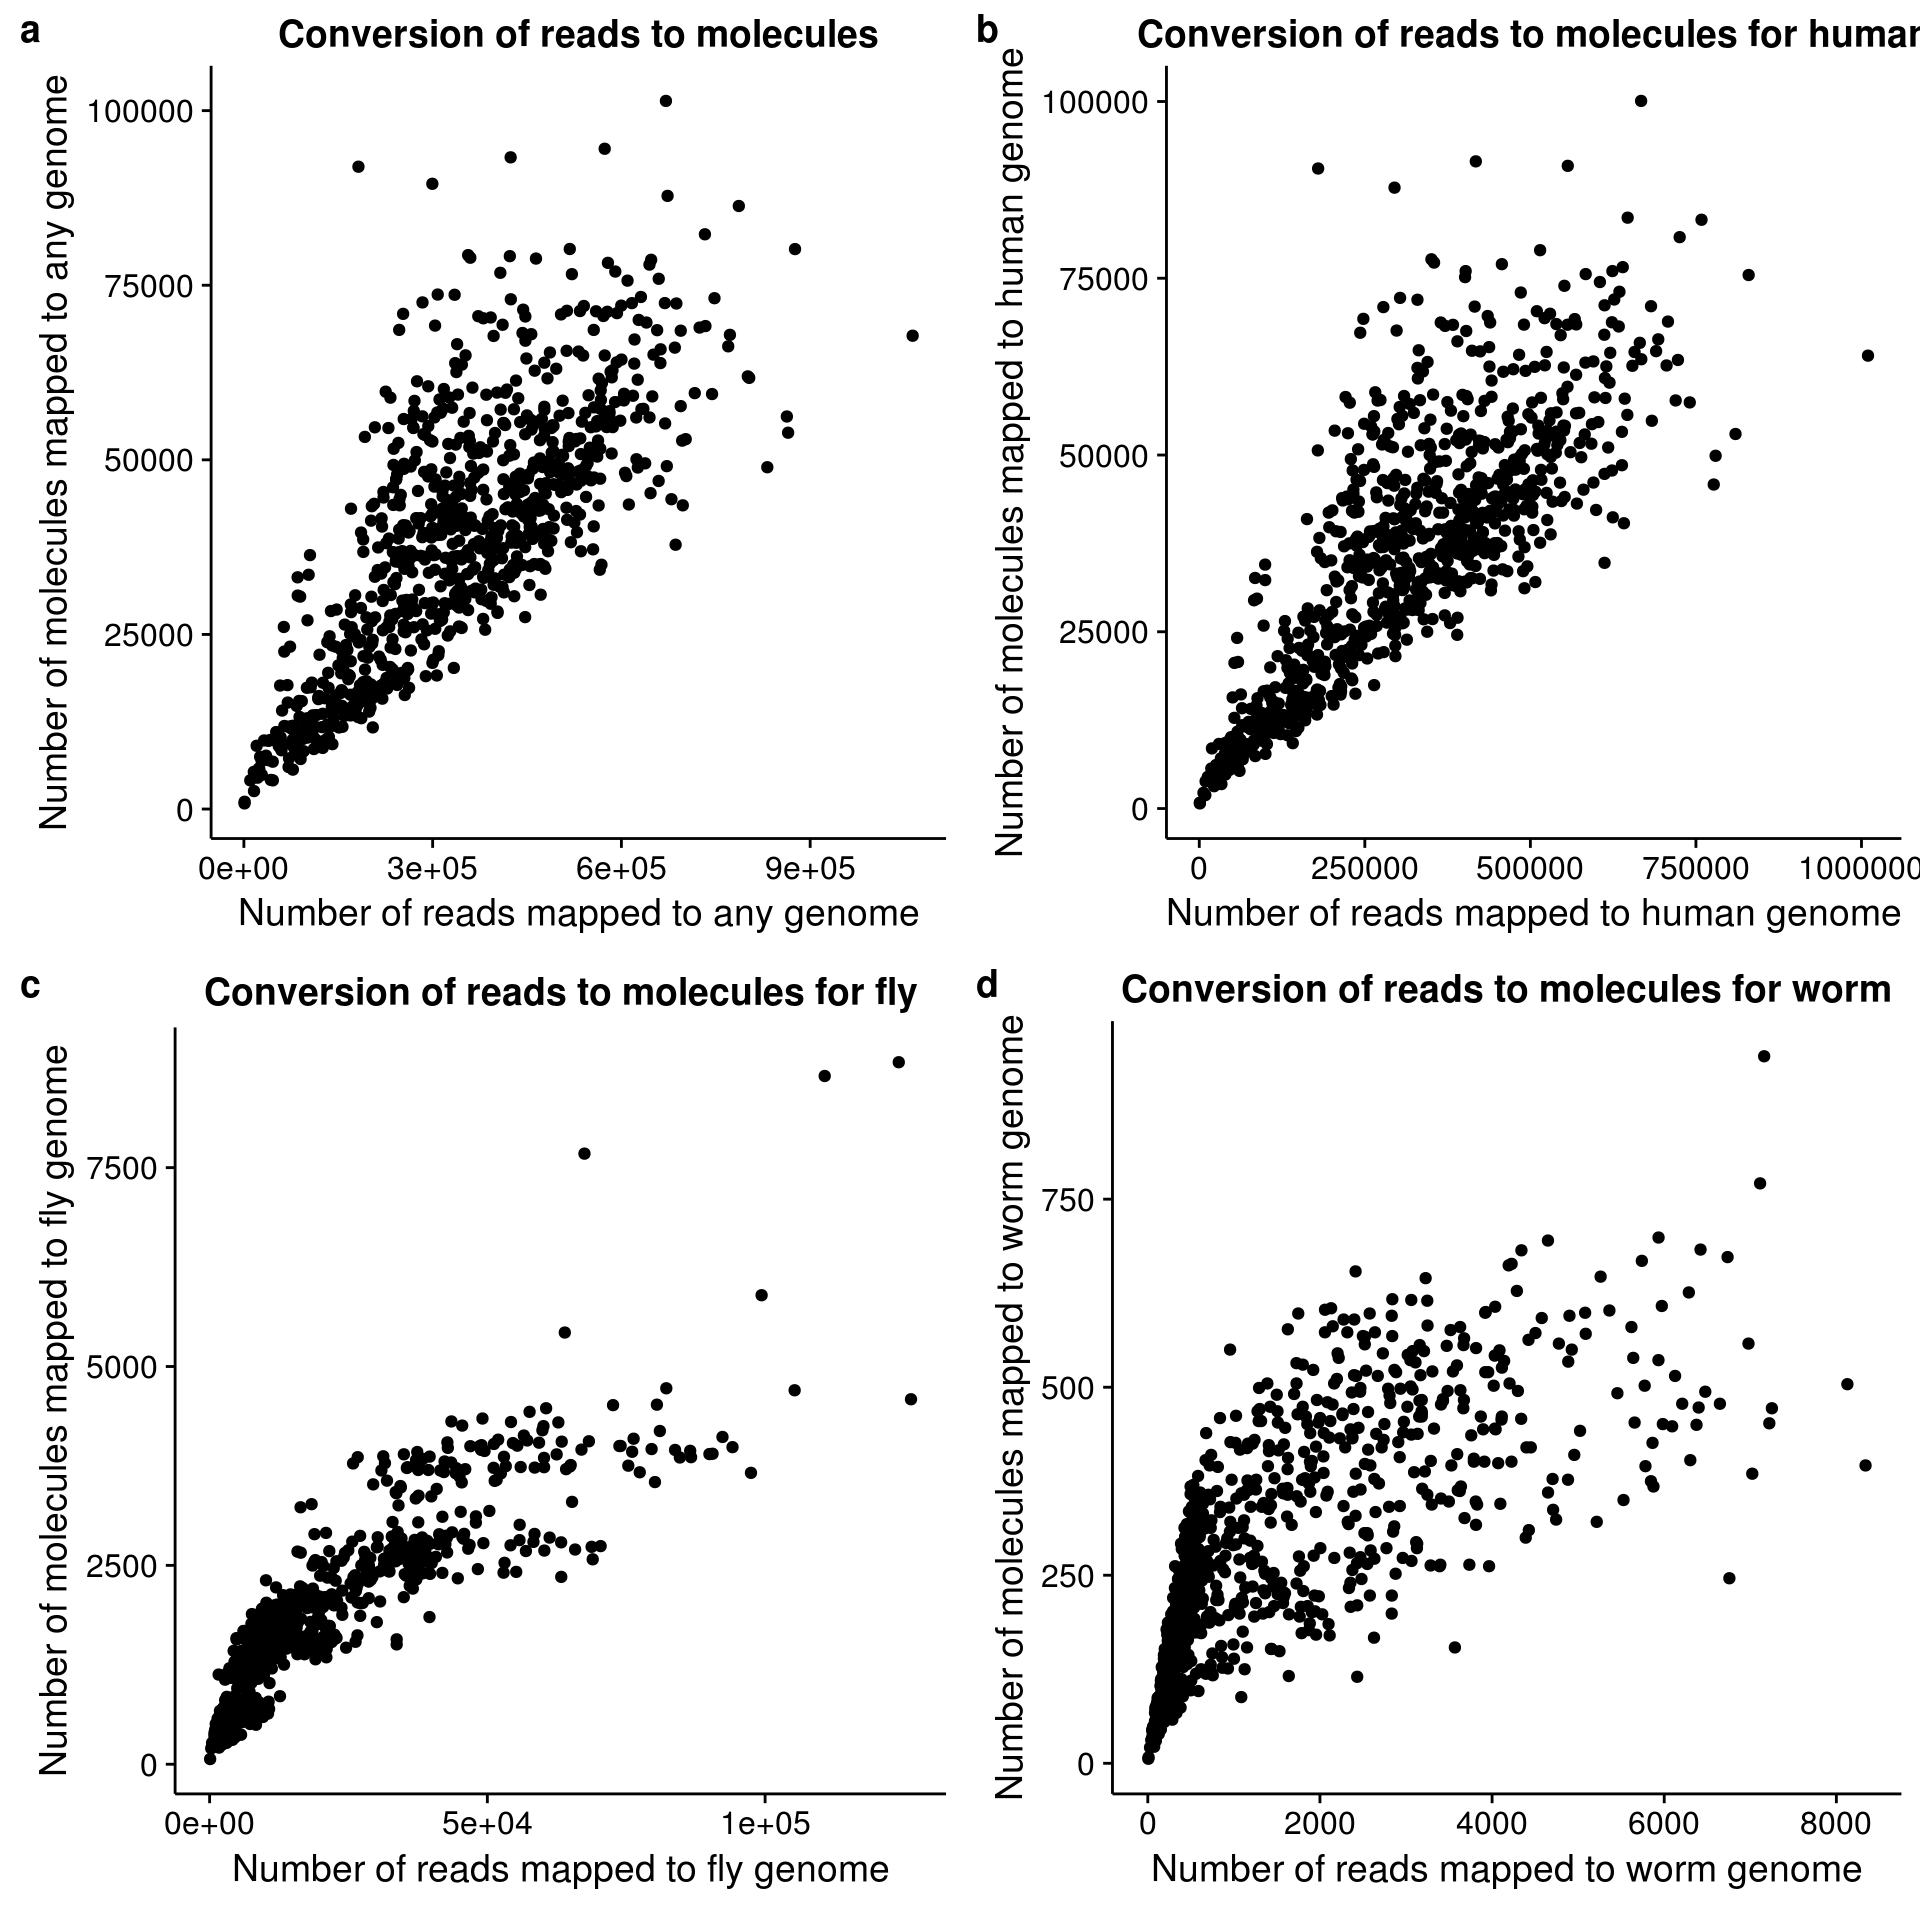 a
Conversion of reads to molecules
Number of molecules mapped to any genome
100000
75000
50000
25000
0
0e+00 3e+05 6e+05 9e+05
Number of reads mapped to any genome
b
Conversion of reads to molecules for human
Number of molecules mapped to human genome
100000
75000
50000
25000
0
0 250000 500000 750000 1000000
Number of reads mapped to human genome
c
Conversion of reads to molecules for fly
Number of molecules mapped to fly genome
7500
5000
2500
0
0e+00 5e+04 1e+05
Number of reads mapped to fly genome
d
Conversion of reads to molecules for worm
Number of molecules mapped to worm genome
750
500
250
0
0 2000 4000 6000 8000
Number of reads mapped to worm genome